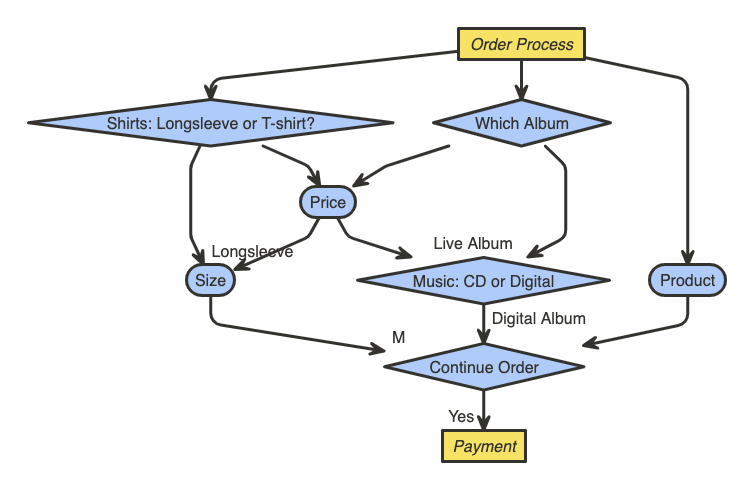 Order Process
Shirts: Longsleeve or T-shirt?
Which Album
Price
Longsleeve
Live Album
Size
Music: CD or Digital
Product
Digital Album
M
Continue Order
Yes
Payment